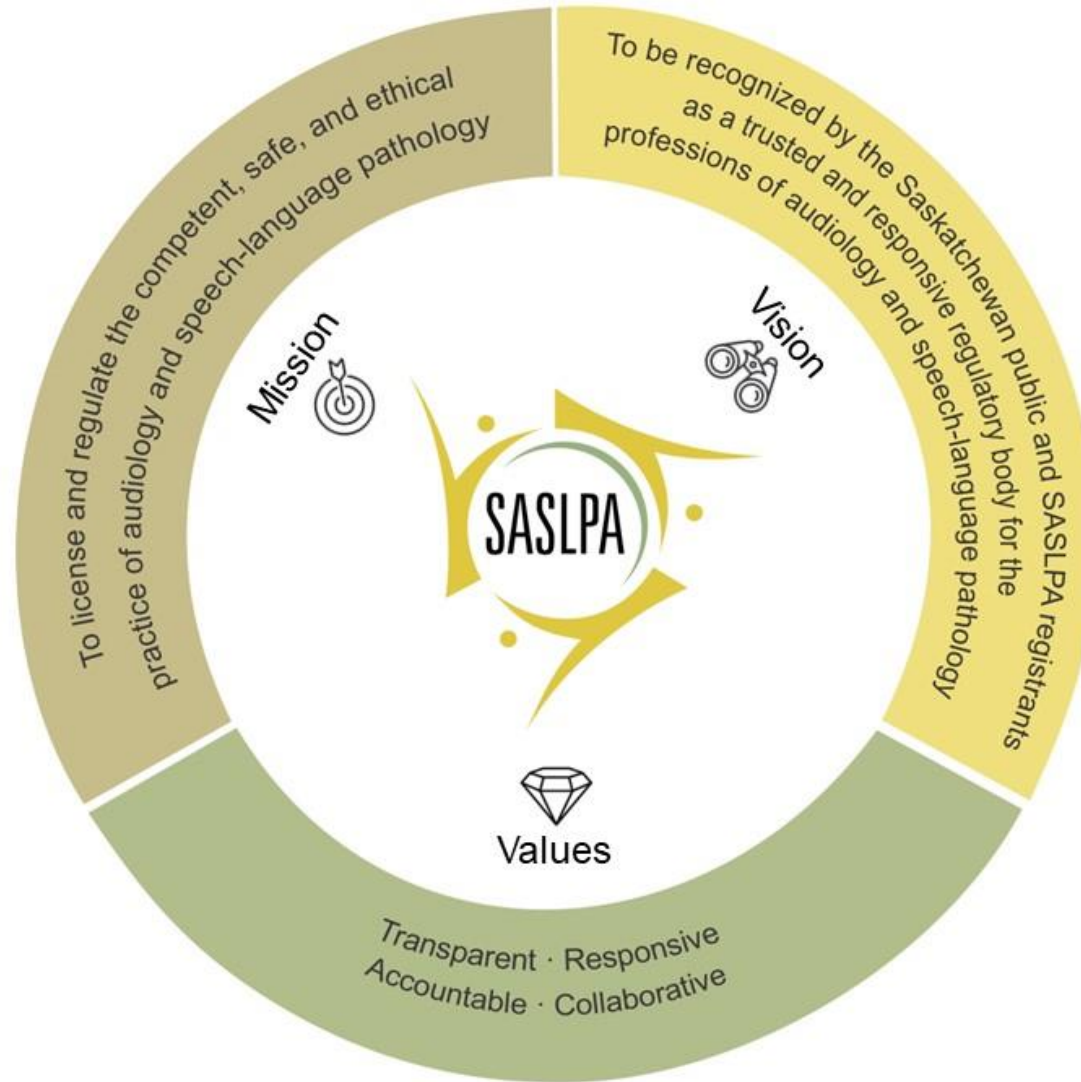 To license and regulate the competent, safe, and ethical
practice of audiology and speech-language pathology
To be recognized by the Saskatchewan public and SASLPA registrants
as a trusted and responsive regulatory body for the
professions of audiology and speech-language pathology
Mission
Vision
SASLPA
Values
Transparent · Responsive
Accountable · Collaborative